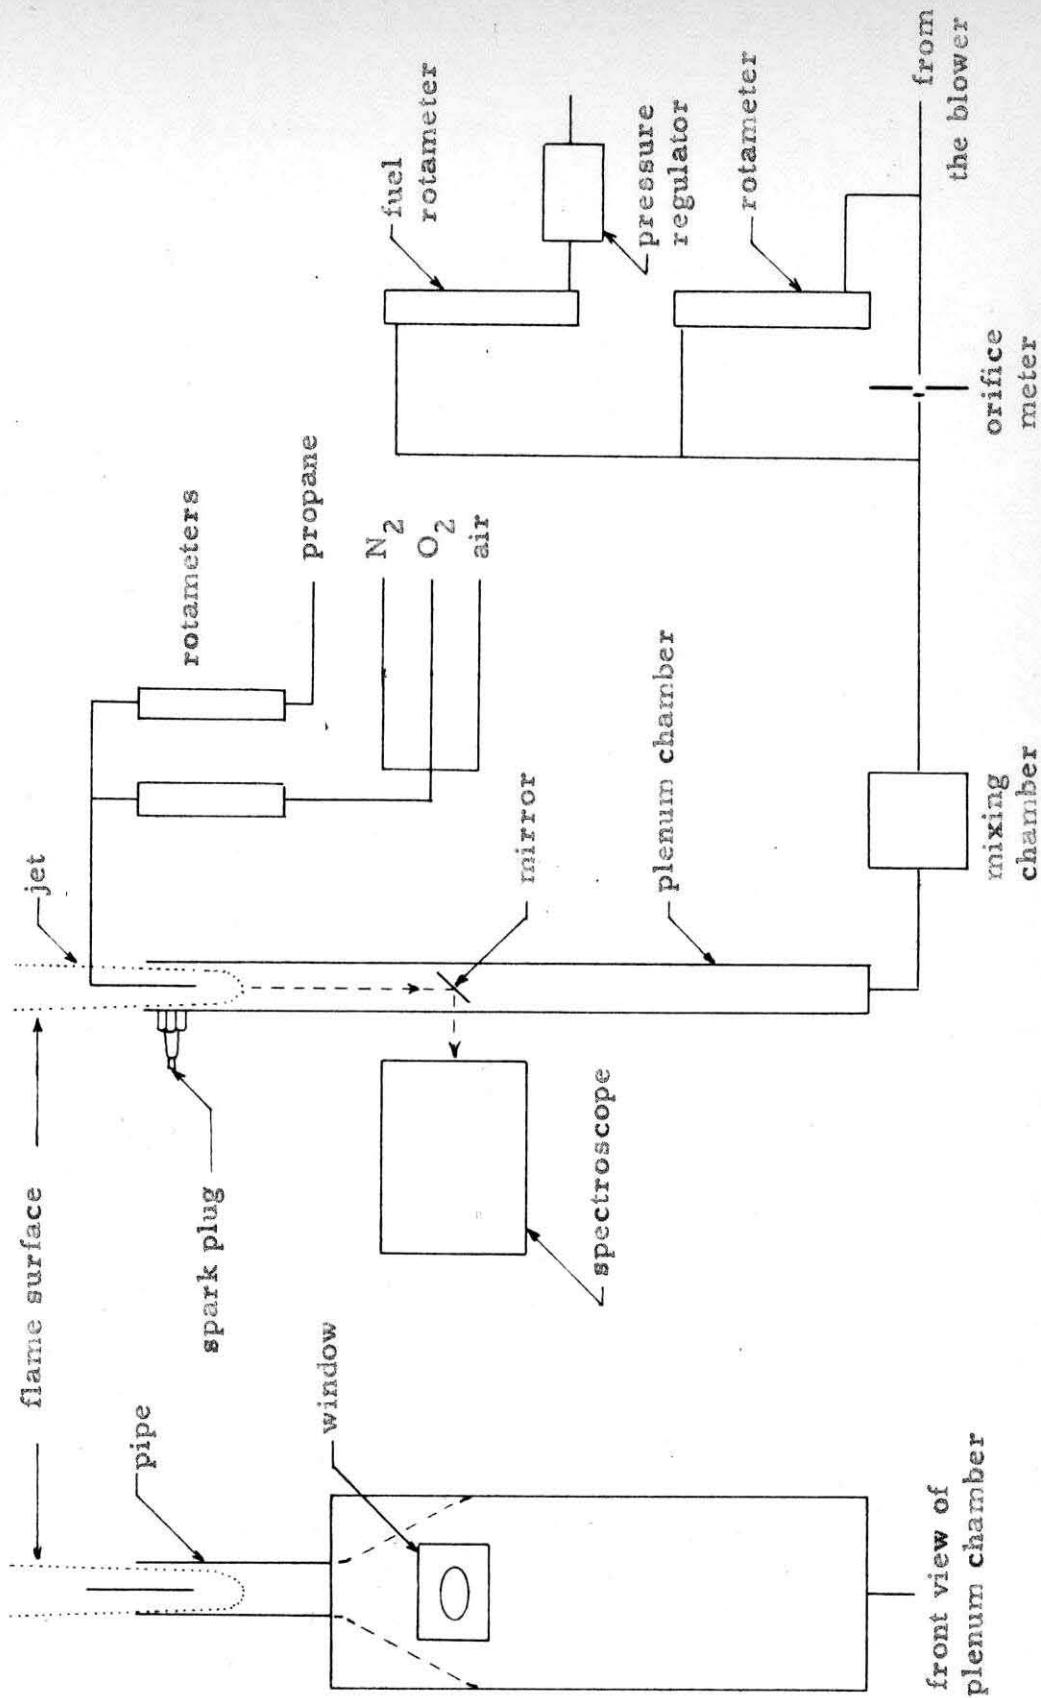 flame surface
pipe
window
front view of
plenum chamber
spark plug
spectroscope
jet
mirror
plenum chamber
mixing
chamber
rotameters
propane
N2
O2
air
fuel
rotameter
pressure
regulator
rotameter
orifice
meter
from
the blower